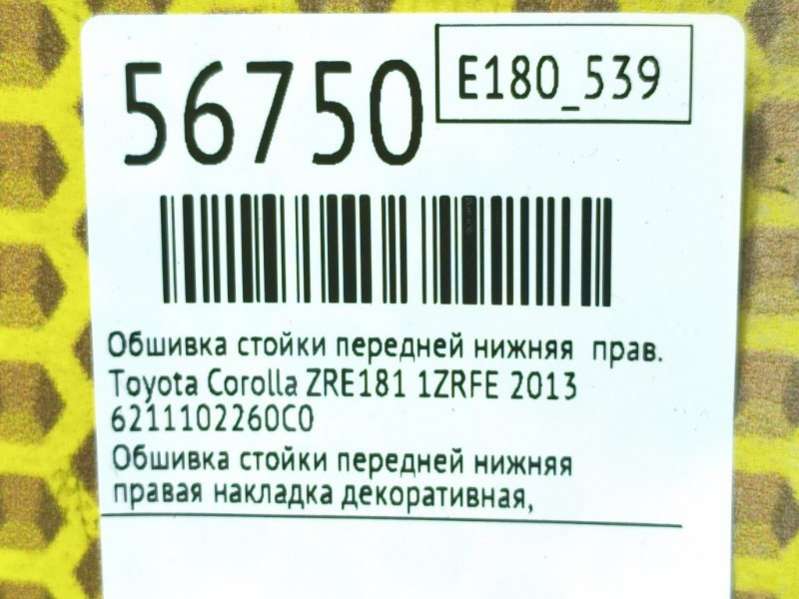 56750
E180_539
Обшивка стойки передней нижняя прав.
Toyota Corolla ZRE181 1ZRFE 2013
6211102260C0
Обшивка стойки передней нижняя
правая накладка декоративная,